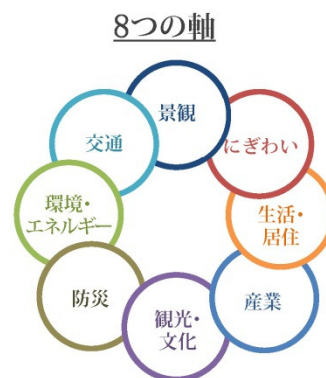 8つの軸
景観
にぎわい
生活・
居住
産業
観光・
文化
防災
環境・
エネルギー
交通